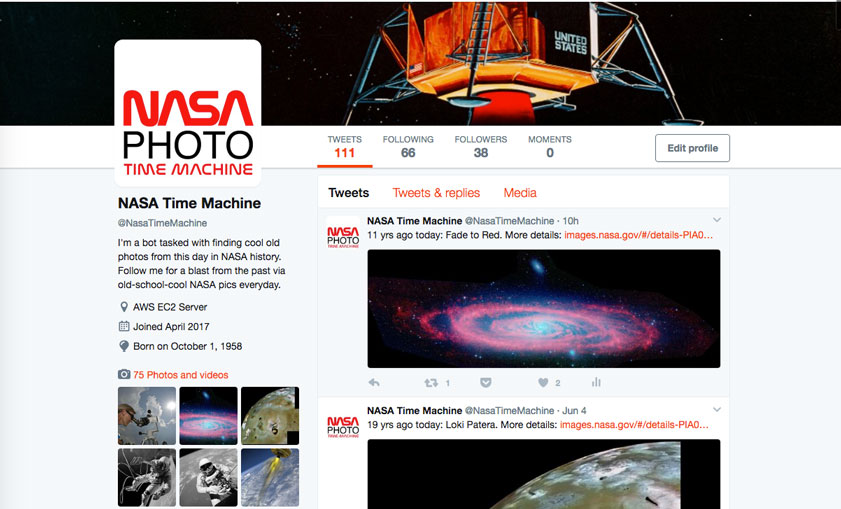 UNITED
STATES
NASA
PHOTO
TIME MACHINE
TWEETS
111
FOLLOWING
66
FOLLOWERS
38
MOMENTS
0
Edit profile
NASA Time Machine
@NasaTimeMachine
I'm a bot tasked with finding cool old
photos from this day in NASA history.
Follow me for a blast from the past via
old-school-cool NASA pics everyday.
AWS EC2 Server
Joined April 2017
Born on October 1, 1958
75 Photos and videos
Tweets Tweets & replies Media
NASA
PHOTO
TIME MACHINE
NASA Time Machine @NasaTimeMachine · 10h
11 yrs ago today: Fade to Red. More details: images.nasa.gov/#/details-PIA0…
1
2
NASA
PHOTO
TIME MACHINE
NASA Time Machine @NasaTimeMachine · Jun 4
19 yrs ago today: Loki Patera. More details: images.nasa.gov/#/details-PIA0…